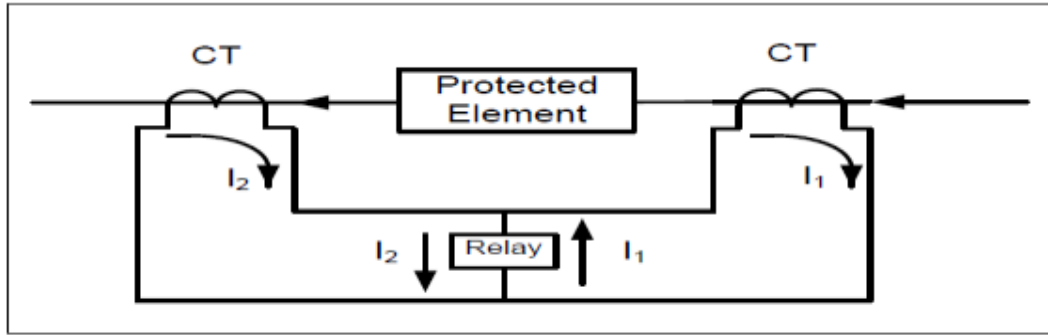 CT
CT
Protected
Element
I₂
I₁
I₂
Relay
I₁